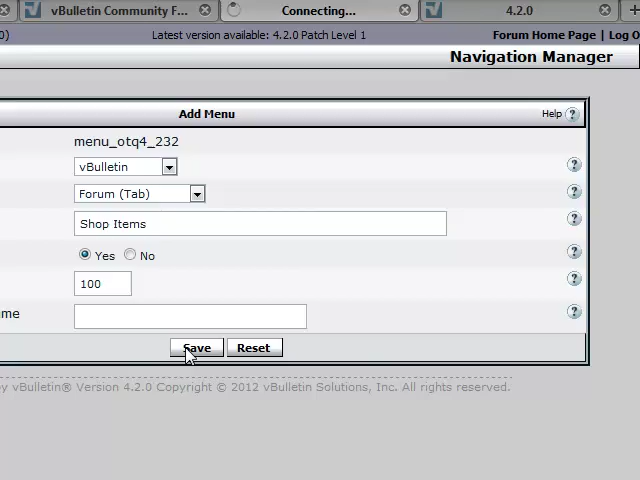 vBulletin Community F... Connecting... 4.2.0
0) Latest version available: 4.2.0 Patch Level 1 Forum Home Page | Log O
Navigation Manager
Add Menu Help ?
menu_otq4_232
vBulletin ?
Forum (Tab) ?
Shop Items ?
Yes No ?
100 ?
me ?
Save Reset
y vBulletin® Version 4.2.0 Copyright © 2012 vBulletin Solutions, Inc. All rights reserved.